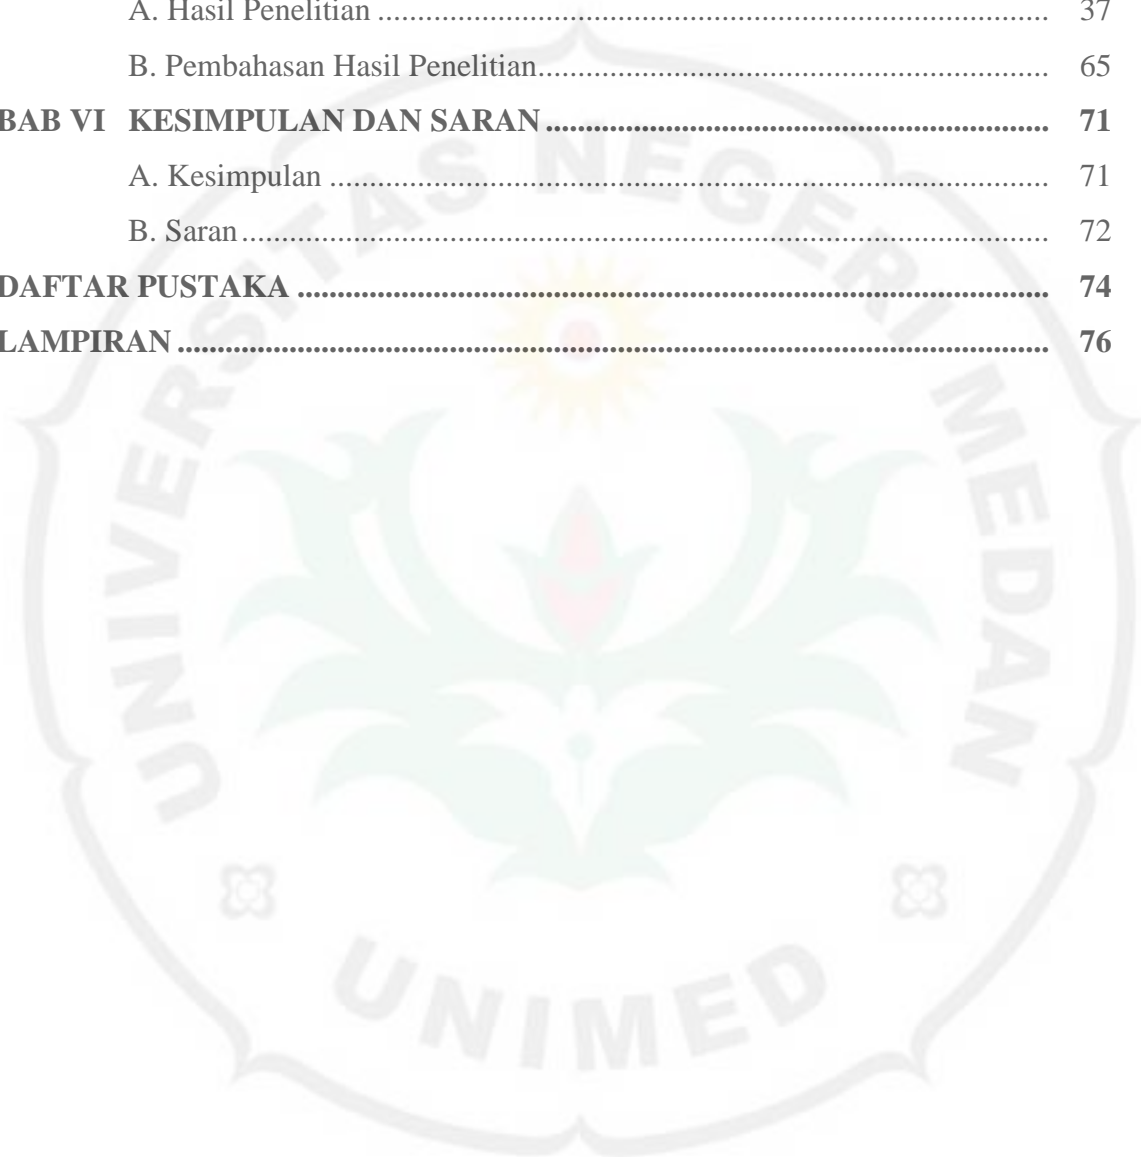 A. Hasil Penelitian ........................................................................................ 37
B. Pembahasan Hasil Penelitian................................................................ 65
BAB VI KESIMPULAN DAN SARAN ............................................................... 71
A. Kesimpulan .......................................................................................... 71
B. Saran ..................................................................................................... 72
DAFTAR PUSTAKA .............................................................................................. 74
LAMPIRAN ............................................................................................................. 76
UNIVERSITAS NEGERI MEDAN
UNIMED